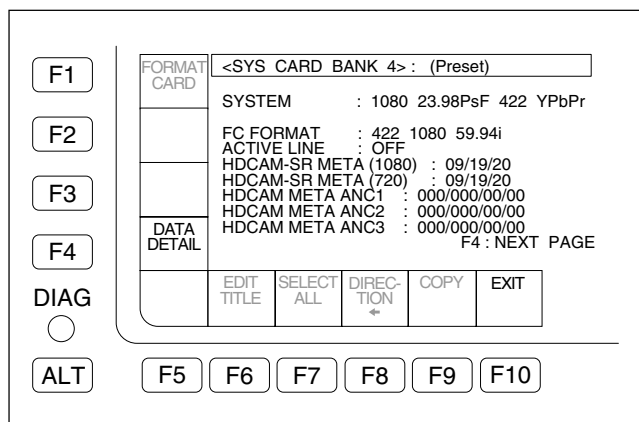 F1
F2
F3
F4
DIAG
ALT
FORMAT
CARD
DATA
DETAIL
<SYS CARD BANK 4> : (Preset)
SYSTEM : 1080 23.98PsF 422 YPbPr
FC FORMAT : 422 1080 59.94i
ACTIVE LINE : OFF
HDCAM-SR META (1080) : 09/19/20
HDCAM-SR META (720) : 09/19/20
HDCAM META ANC1 : 000/000/00/00
HDCAM META ANC2 : 000/000/00/00
HDCAM META ANC3 : 000/000/00/00
F4 : NEXT PAGE
EDIT
TITLE
SELECT
ALL
DIREC-
TION
←
COPY
EXIT
F5
F6
F7
F8
F9
F10